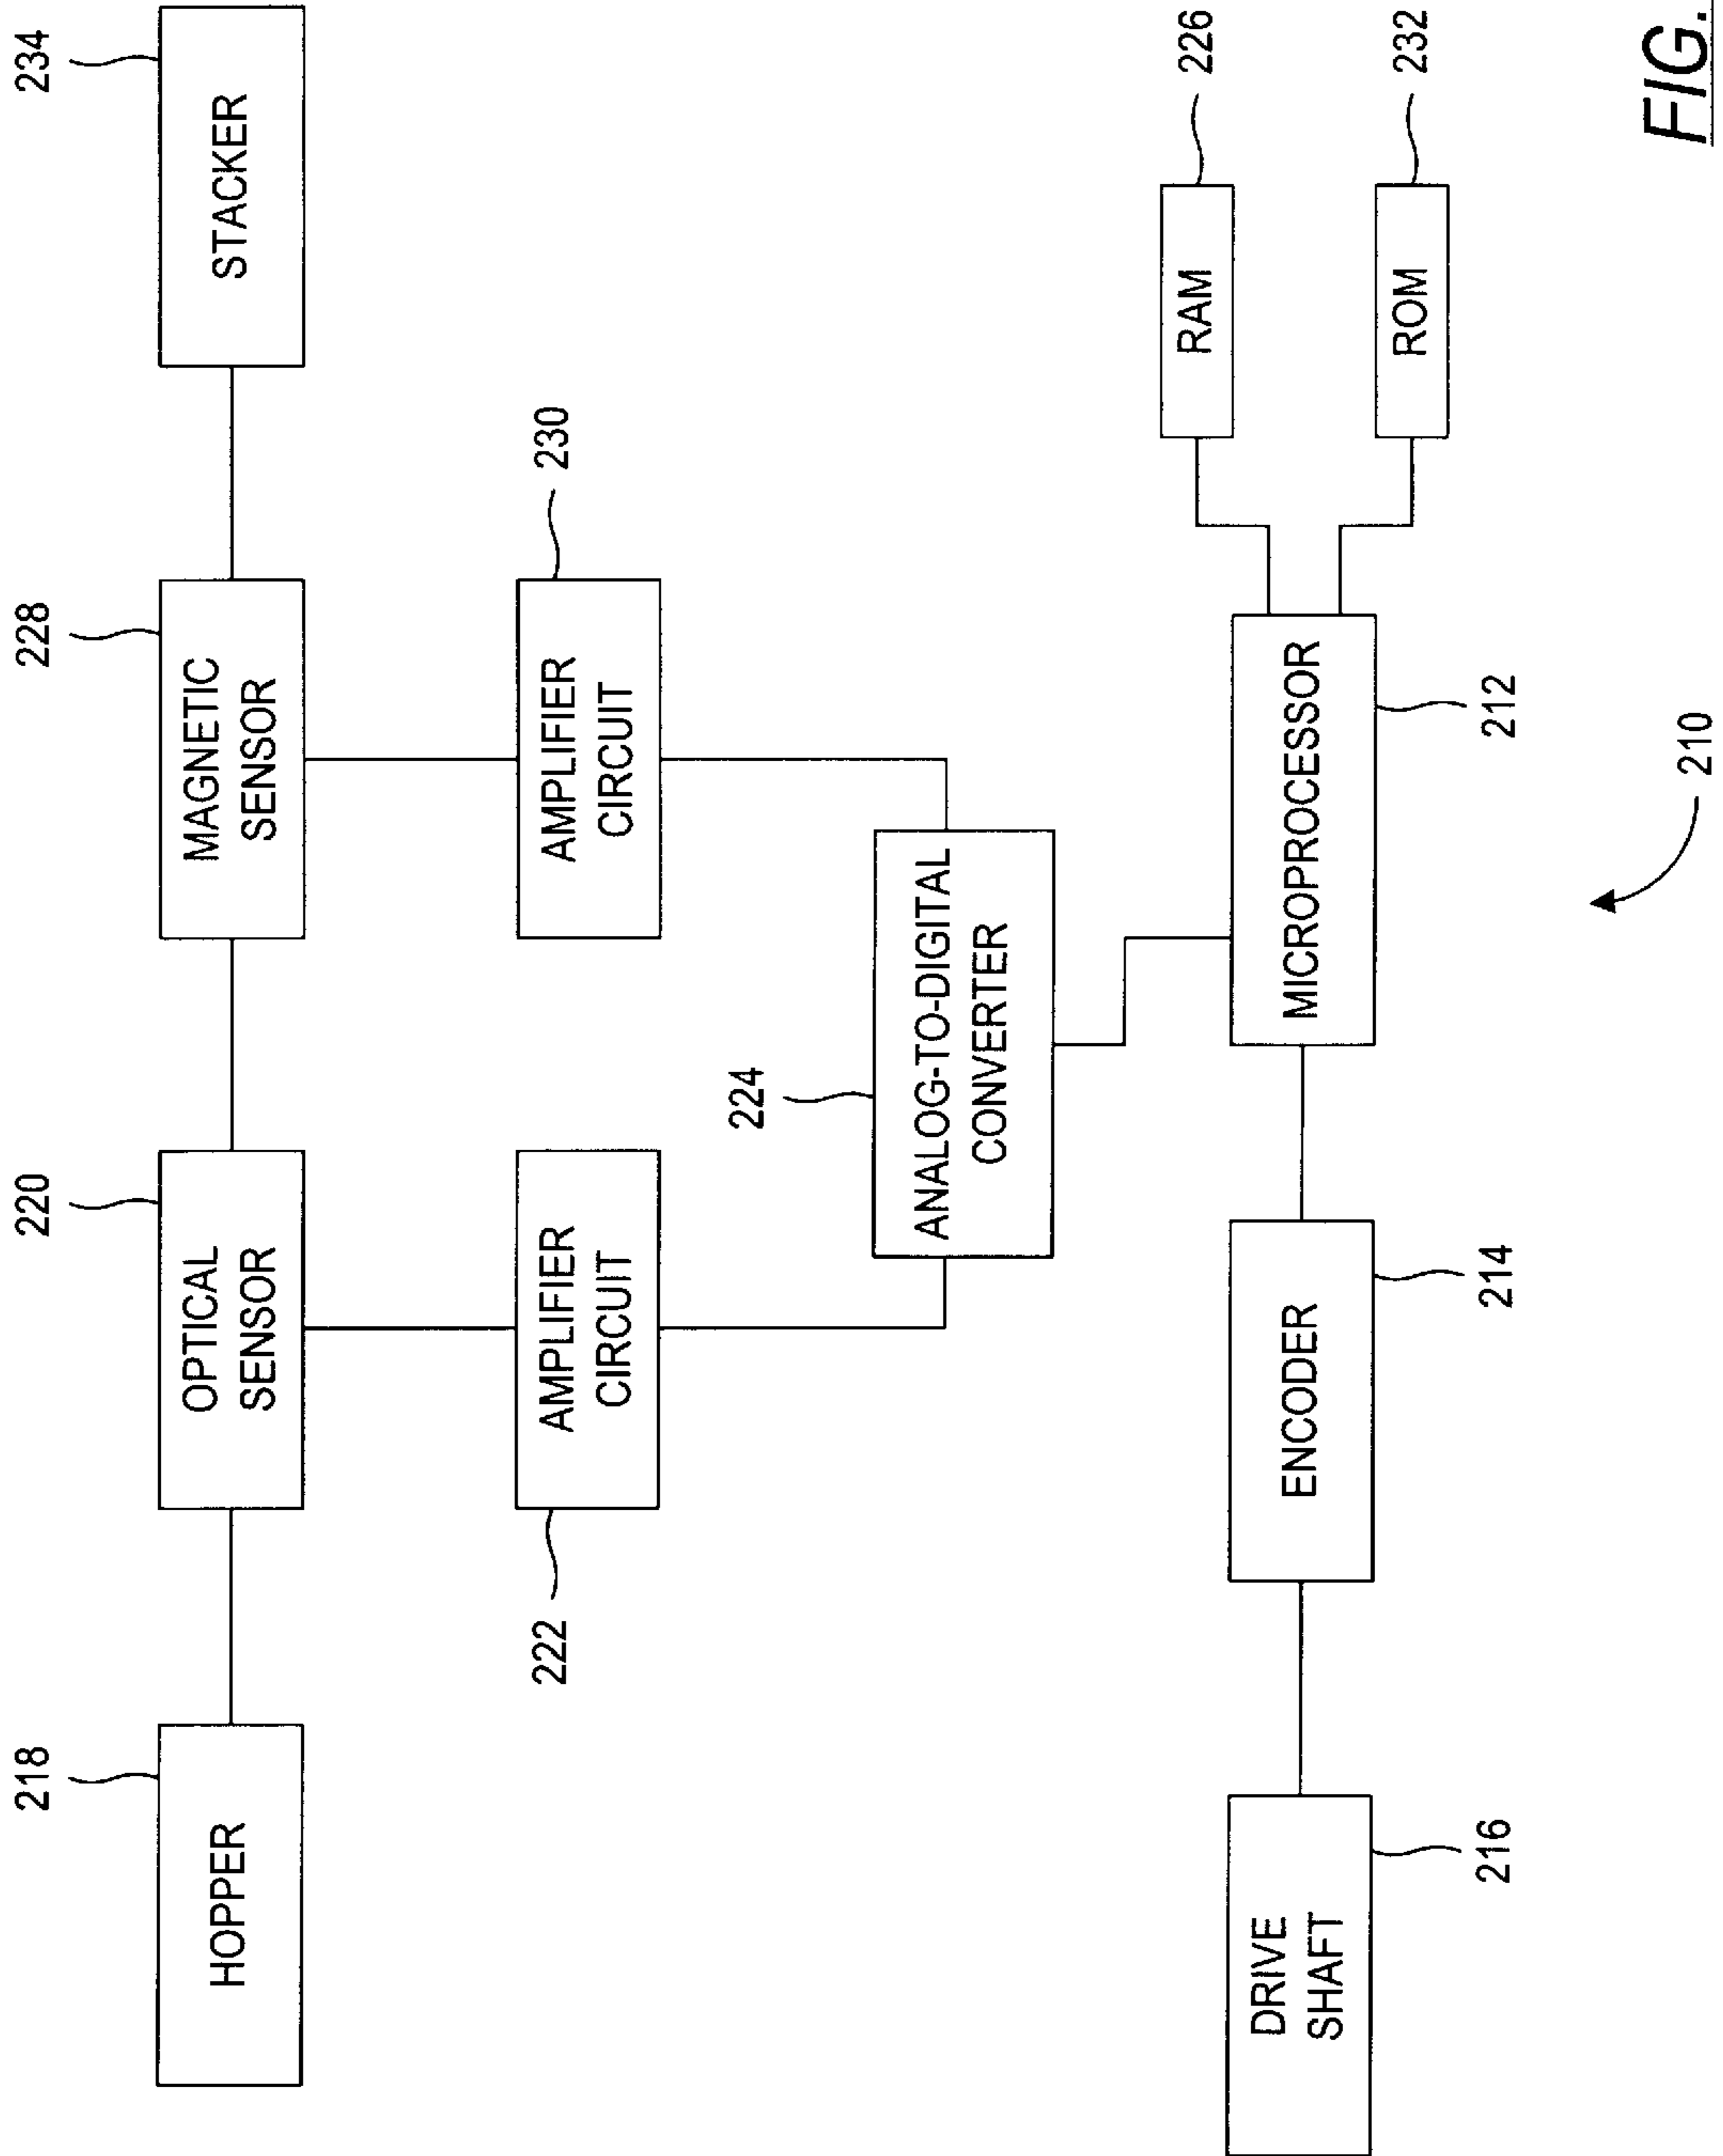 218
220
228
234
HOPPER
OPTICAL
SENSOR
MAGNETIC
SENSOR
STACKER
222
AMPLIFIER
CIRCUIT
AMPLIFIER
CIRCUIT
230
224
ANALOG-TO-DIGITAL
CONVERTER
RAM
226
DRIVE
SHAFT
ENCODER
MICROPROCESSOR
ROM
232
216
214
212
210
FIG.